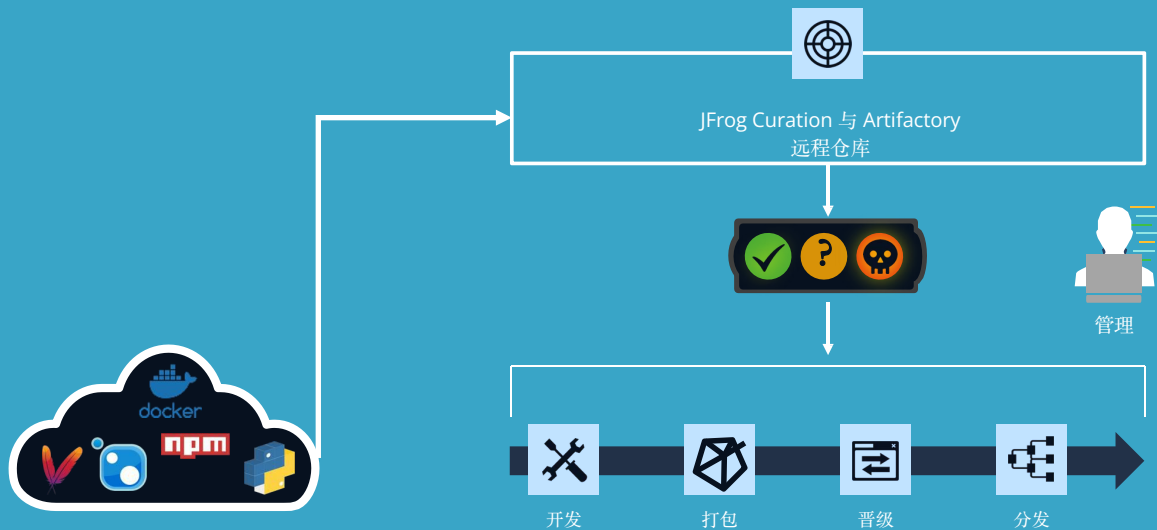 JFrog Curation 与 Artifactory
远程仓库
?
管理
docker
npm
开发
打包
晋级
分发